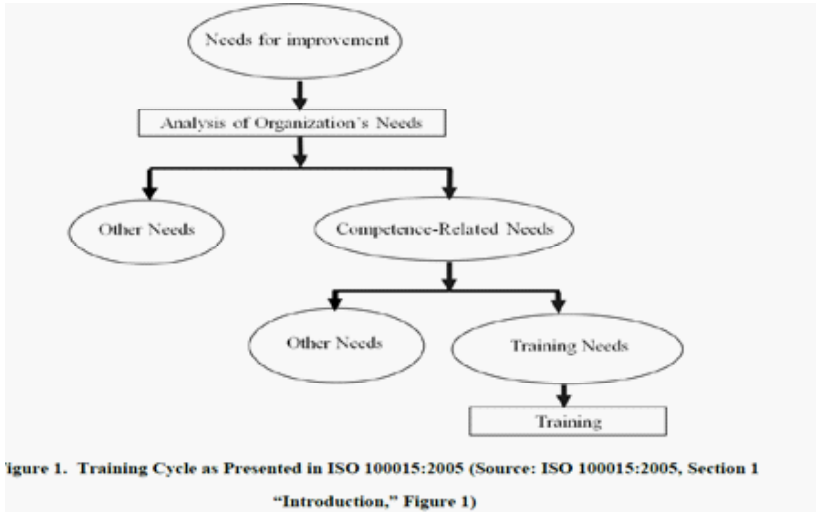 Needs for improvement
Analysis of Organization's Needs
Other Needs
Competence-Related Needs
Other Needs
Training Needs
Training
igure 1. Training Cycle as Presented in ISO 100015:2005 (Source: ISO 100015:2005, Section 1
“Introduction,” Figure 1)